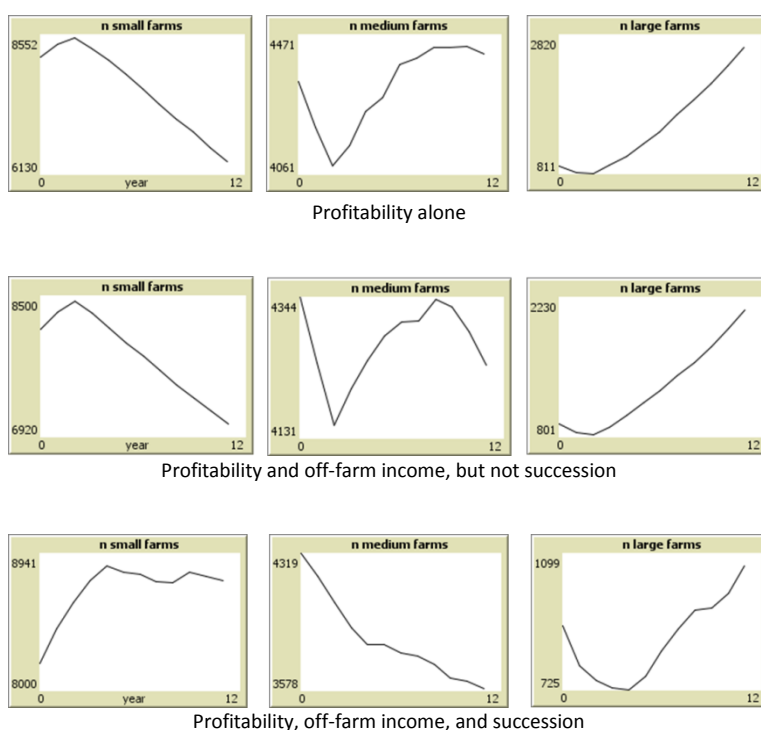 n small farms
8552
6130
0 year 12
n medium farms
4471
4061
0 12
n large farms
2820
811
0 12
Profitability alone
n small farms
8500
6920
0 year 12
n medium farms
4344
4131
0 12
n large farms
2230
801
0 12
Profitability and off-farm income, but not succession
n small farms
8941
8000
0 year 12
n medium farms
4319
3578
0 12
n large farms
1099
725
0 12
Profitability, off-farm income, and succession